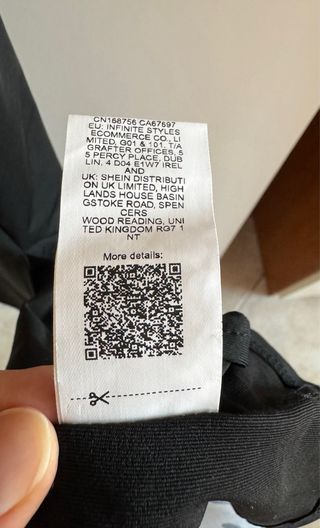 CN168756 CA67697
EU: INFINITE STYLES
ECOMMERCE CO., LI
MITED, G01 & 101, T/A
GRAFTER OFFICES, 5
5 PERCY PLACE, DUB
LIN, 4 D04 E1W7 IREL
AND
UK: SHEIN DISTRIBUTI
ON UK LIMITED, HIGH
LANDS HOUSE BASIN
GSTOKE ROAD, SPEN
CERS
WOOD READING, UNI
TED KINGDOM RG7 1
NT
More details: